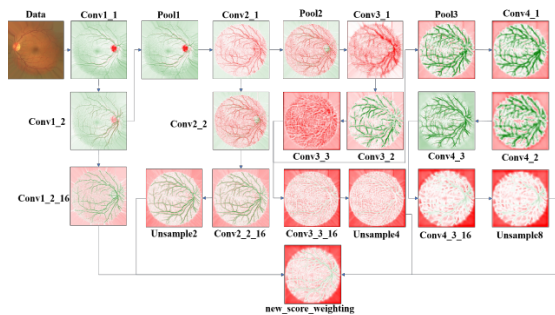 Data Conv1_1 Pool1 Conv2_1 Pool2 Conv3_1 Pool3 Conv4_1
Conv1_2 Conv2_2
Conv3_3 Conv3_2 Conv4_3 Conv4_2
Conv1_2_16
Unsample2 Conv2_2_16 Conv3_3_16 Unsample4 Conv4_3_16 Unsample8
new_score_weighting